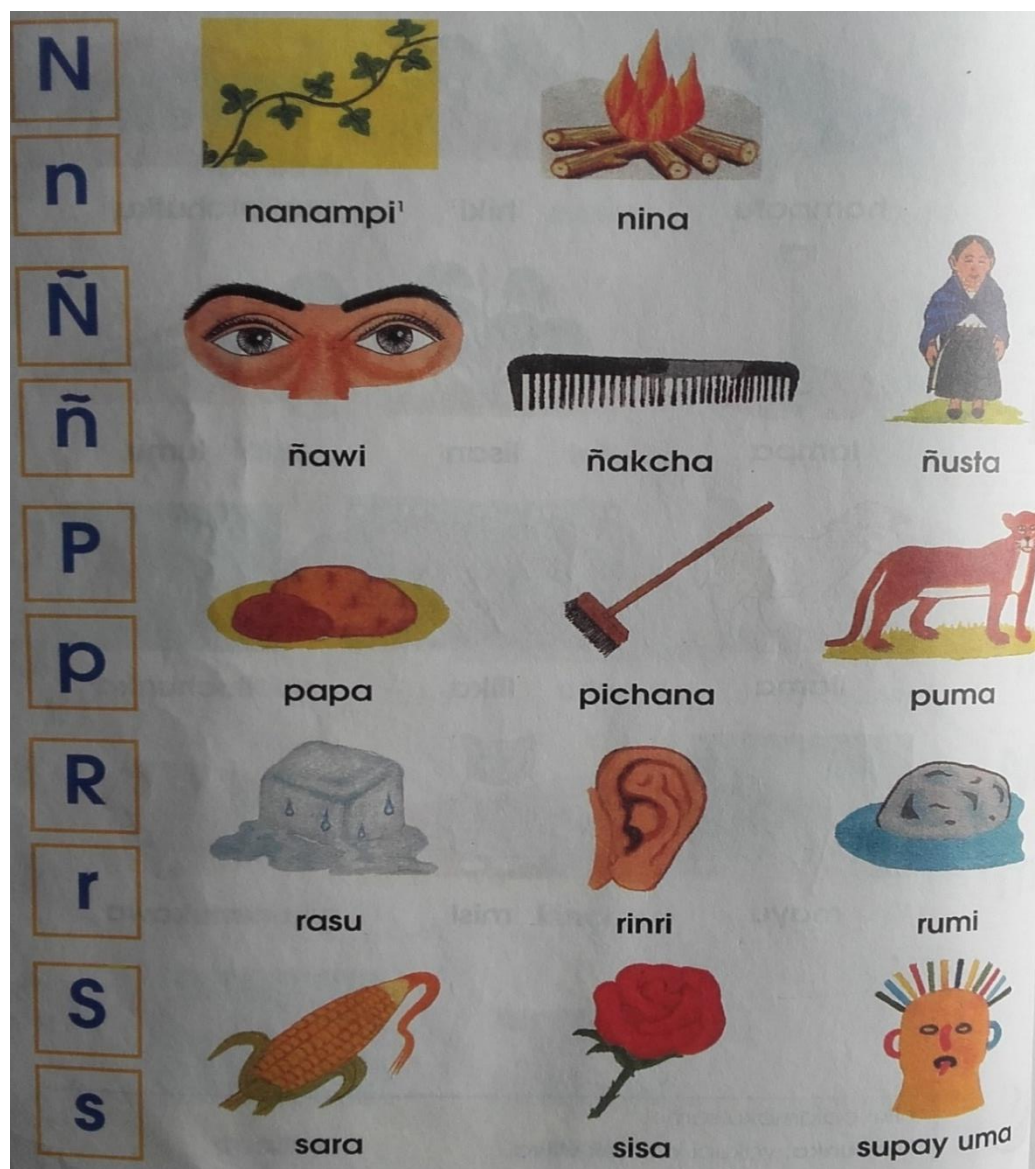 N
n
nanampi¹ nina
Ñ
ñ
ñawi ñakcha ñusta
P
p
papa pichana puma
R
r
rasu rinri rumi
S
s
sara sisa supay uma